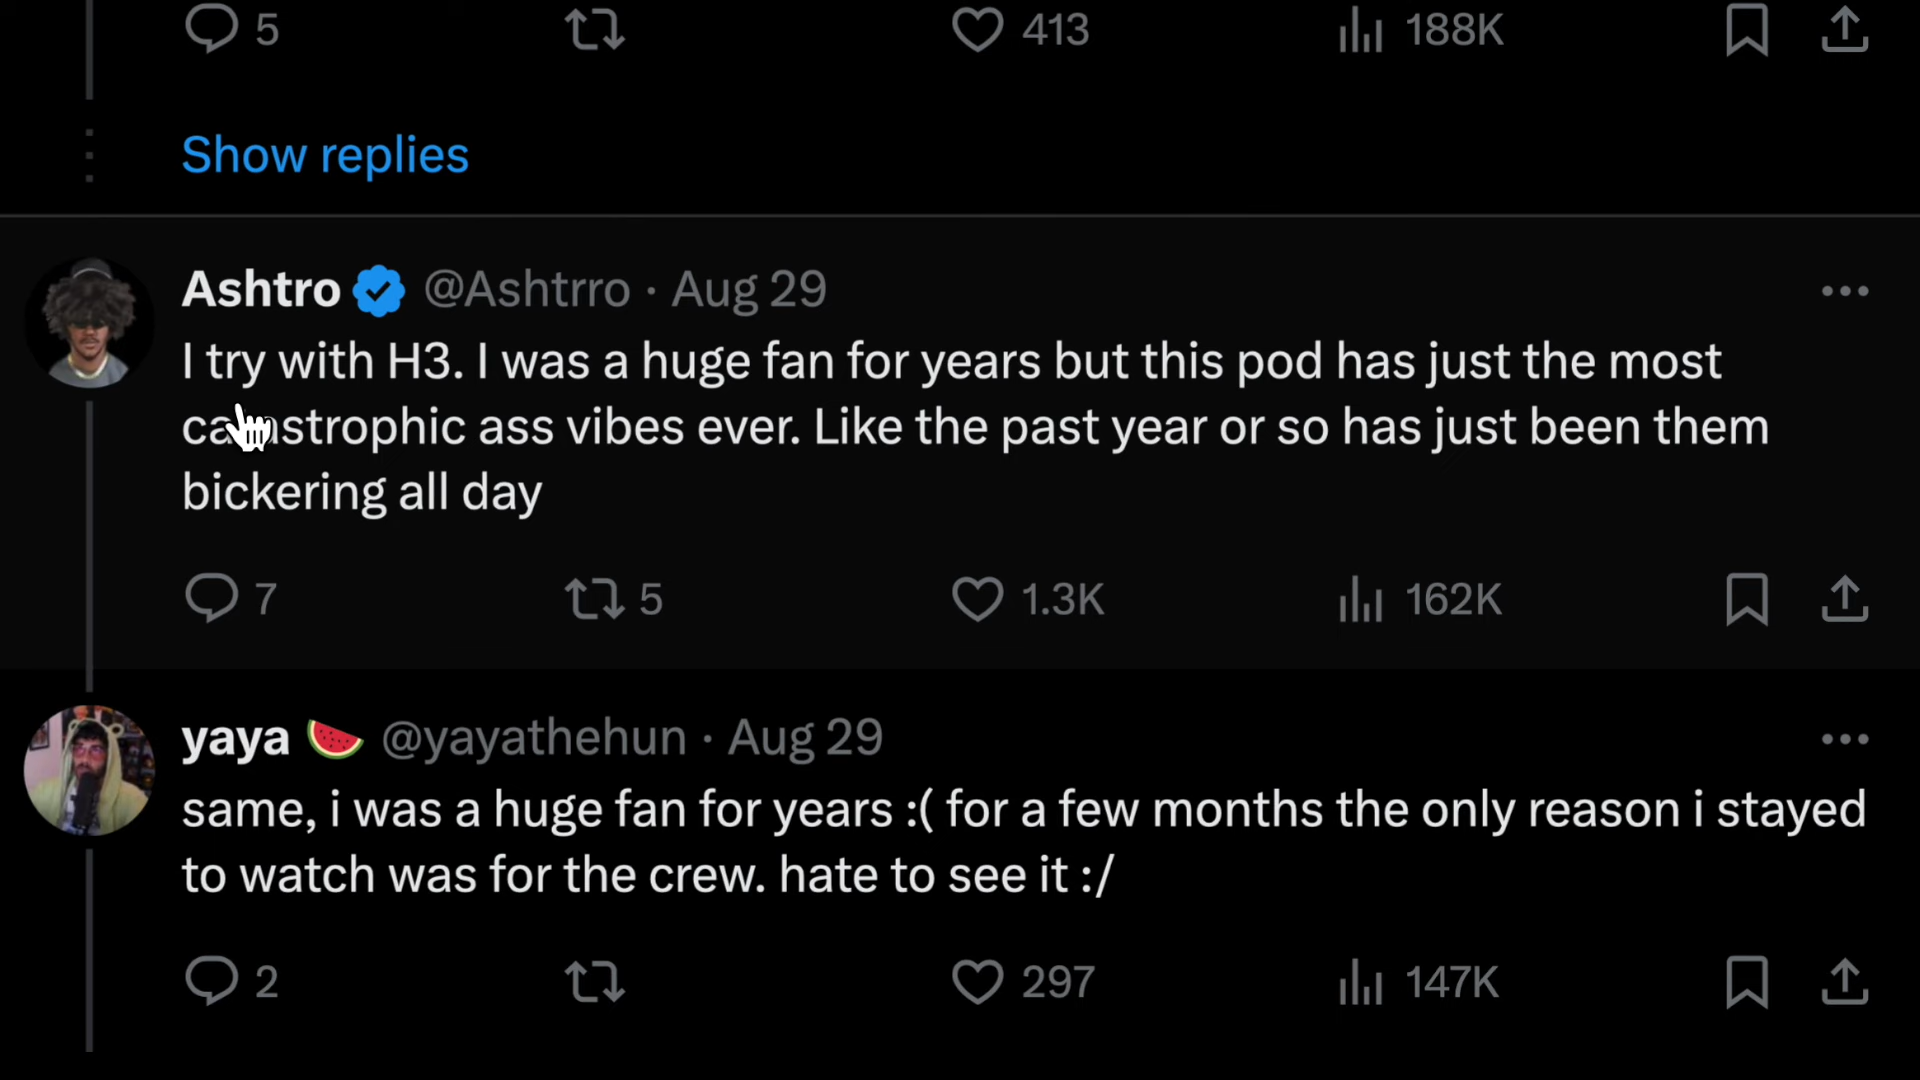 5 413 188K
Show replies
Ashtro @Ashtrro · Aug 29
I try with H3. I was a huge fan for years but this pod has just the most
catastrophic ass vibes ever. Like the past year or so has just been them
bickering all day
7 5 1.3K 162K
yaya 🍉 @yayathehun · Aug 29
same, i was a huge fan for years :( for a few months the only reason i stayed
to watch was for the crew. hate to see it :/
2 297 147K